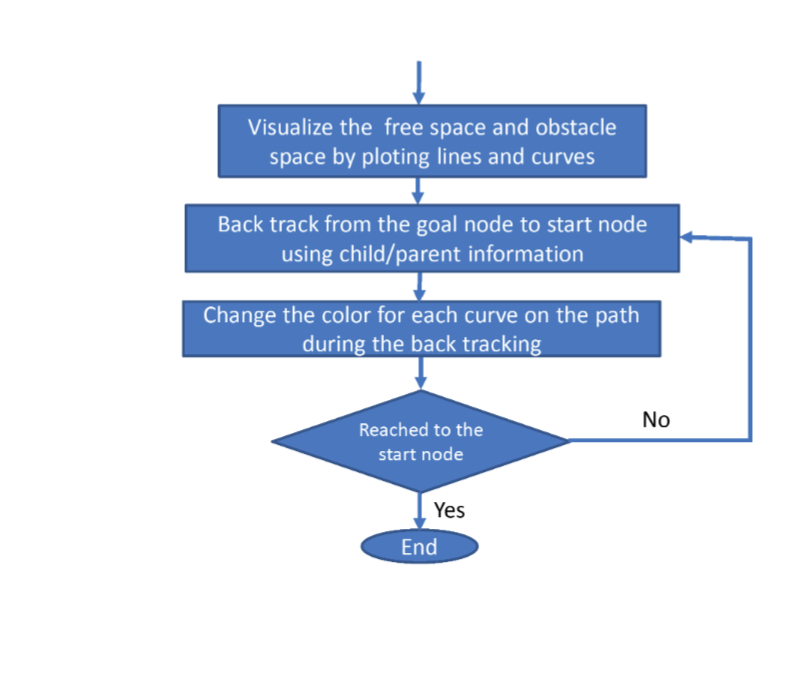 Visualize the free space and obstacle
space by ploting lines and curves
Back track from the goal node to start node
using child/parent information
Change the color for each curve on the path
during the back tracking
Reached to the
start node
No
Yes
End